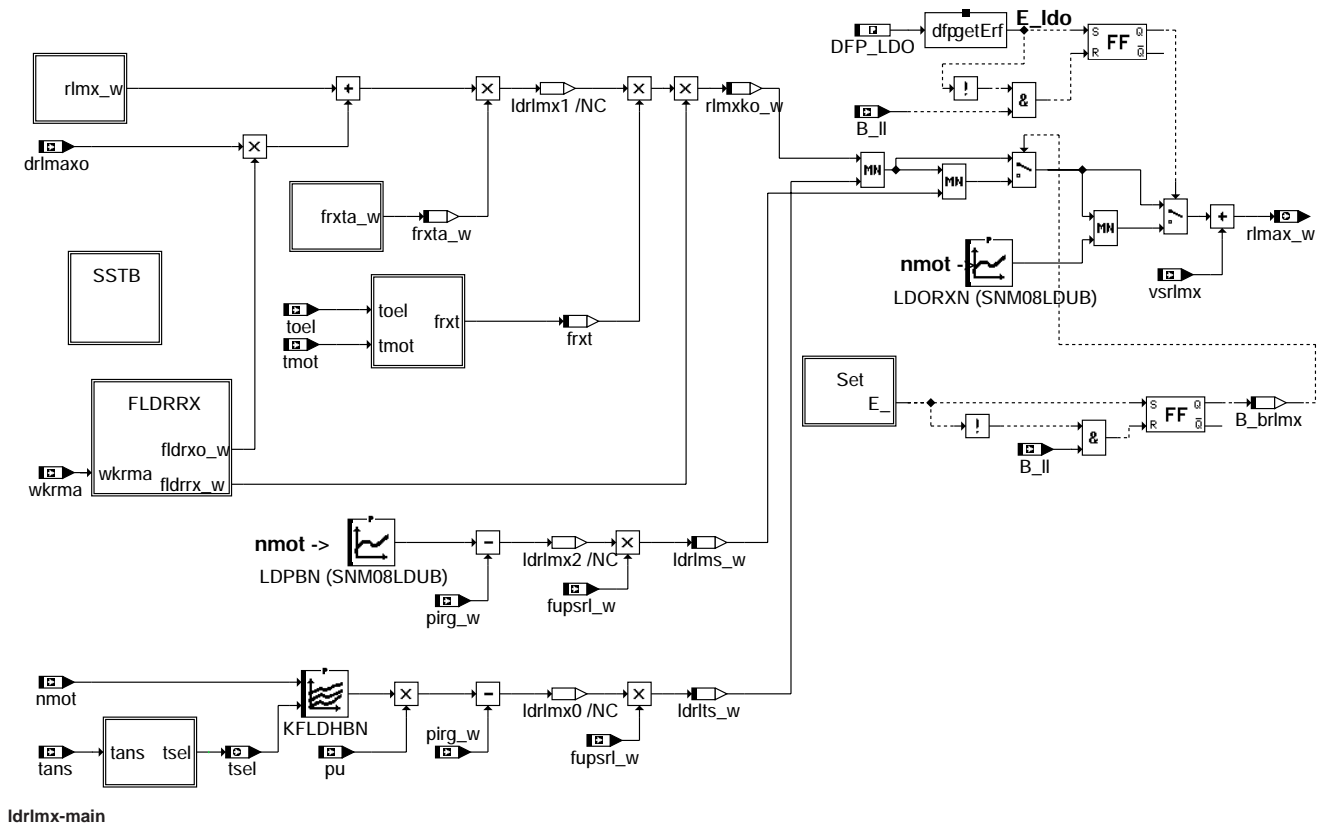 DFP_LDO
dfpgetErf
E_ldo
S
Q
FF
R
Q
!
&
B_ll
rlmx_w
+
×
ldrlmx1 /NC
×
×
rlmxko_w
drlmaxo
×
MN
MN
frxta_w
frxta_w
MN
+
rlmax_w
P
nmot ->
LDORXN (SNM08LDUB)
vsrlmx
SSTB
toel
toel
frxt
tmot
tmot
frxt
Set
E_
FLDRRX
fldrxo_w
wkrma
wkrma
fldrrx_w
!
&
B_ll
S
Q
FF
R
Q
B_brlmx
P
nmot ->
LDPBN (SNM08LDUB)
-
ldrlmx2 /NC
×
ldrlms_w
pirg_w
fupsrl_w
nmot
P
KFLDHBN
×
-
ldrlmx0 /NC
×
ldrlts_w
pirg_w
fupsrl_w
tans
tans
tsel
tsel
pu
ldrlmx-main